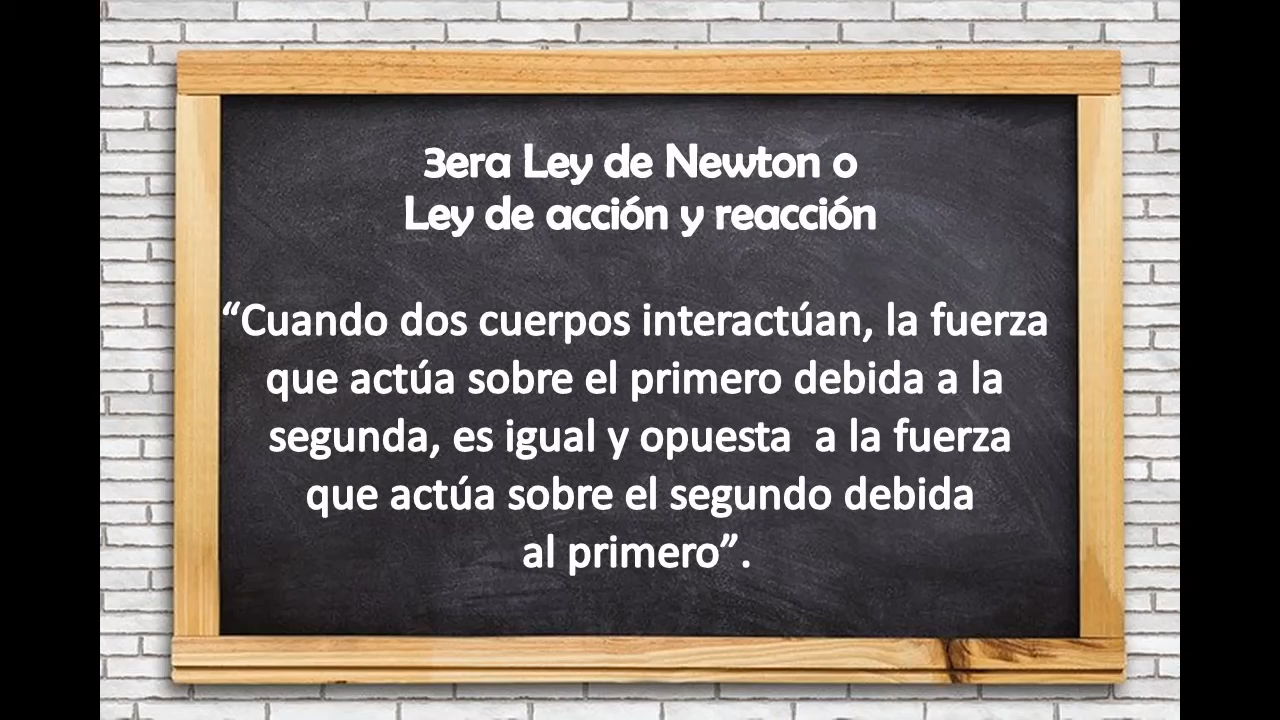 3era Ley de Newton o
Ley de acción y reacción
“Cuando dos cuerpos interactúan, la fuerza
que actúa sobre el primero debida a la
segunda, es igual y opuesta  a la fuerza
que actúa sobre el segundo debida
al primero”.